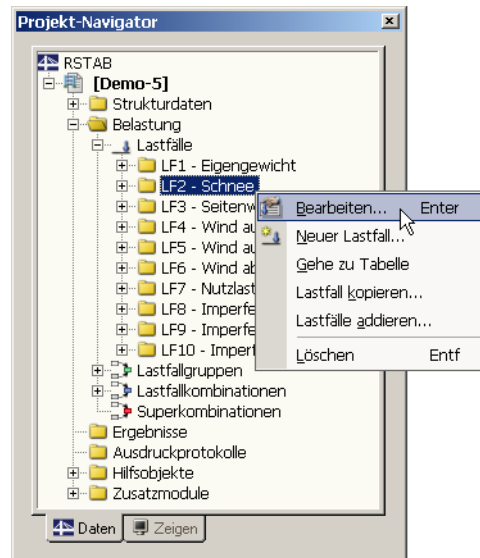 Projekt-Navigator
RSTAB
[Demo-5]
Strukturdaten
Belastung
Lastfälle
LF1 - Eigengewicht
LF2 - Schnee
LF3 - Seitenw
Bearbeiten... Enter
LF4 - Wind au
Neuer Lastfall...
LF5 - Wind au
LF6 - Wind ab
Gehe zu Tabelle
LF7 - Nutzlast
Lastfall kopieren...
LF8 - Imperfe
Lastfälle addieren...
LF9 - Imperfe
LF10 - Imperf
Löschen Entf
Lastfallgruppen
Lastfallkombinationen
Superkombinationen
Ergebnisse
Ausdruckprotokolle
Hilfsobjekte
Zusatzmodule
Daten Zeigen